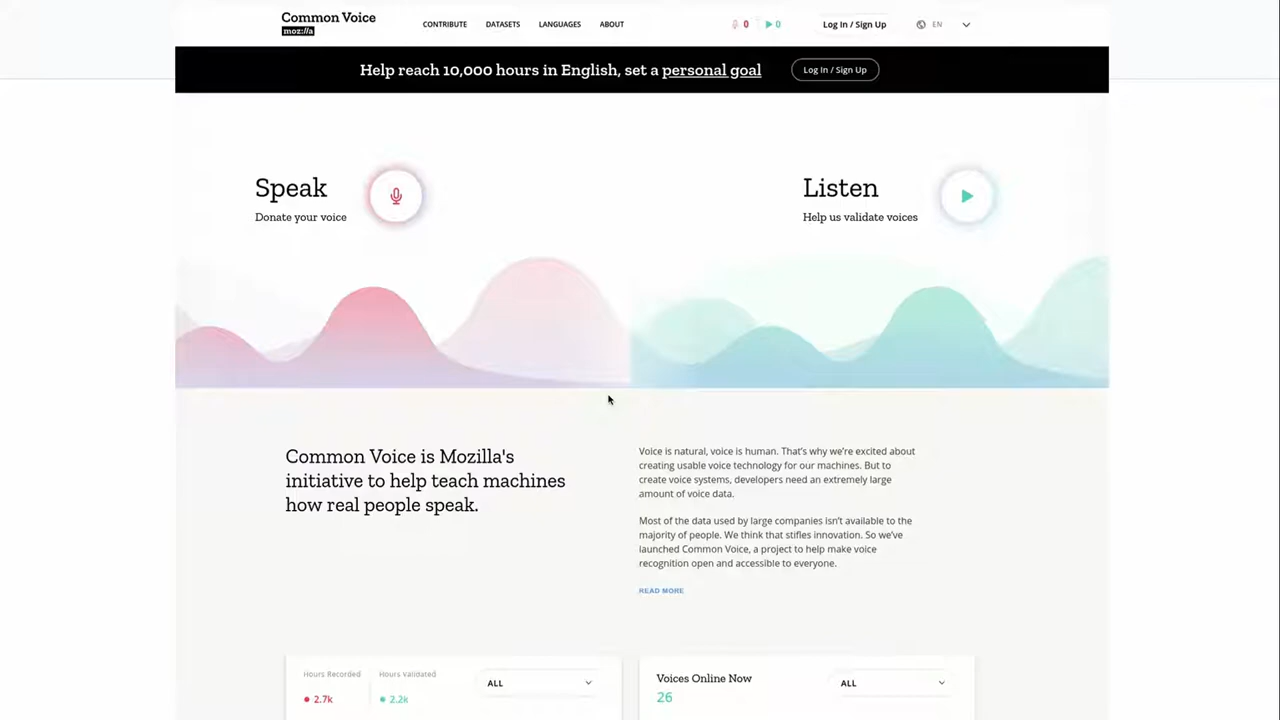 Common Voice
moz://a
CONTRIBUTE
DATASETS
LANGUAGES
ABOUT
0
0
Log In / Sign Up
EN
Help reach 10,000 hours in English, set a personal goal
Log In / Sign Up
Speak
Donate your voice
Listen
Help us validate voices
Common Voice is Mozilla's
initiative to help teach machines
how real people speak.
Voice is natural, voice is human. That's why we're excited about
creating usable voice technology for our machines. But to
create voice systems, developers need an extremely large
amount of voice data.
Most of the data used by large companies isn't available to the
majority of people. We think that stifles innovation. So we've
launched Common Voice, a project to help make voice
recognition open and accessible to everyone.
READ MORE
Hours Recorded
2.7k
Hours Validated
2.2k
ALL
Voices Online Now
26
ALL